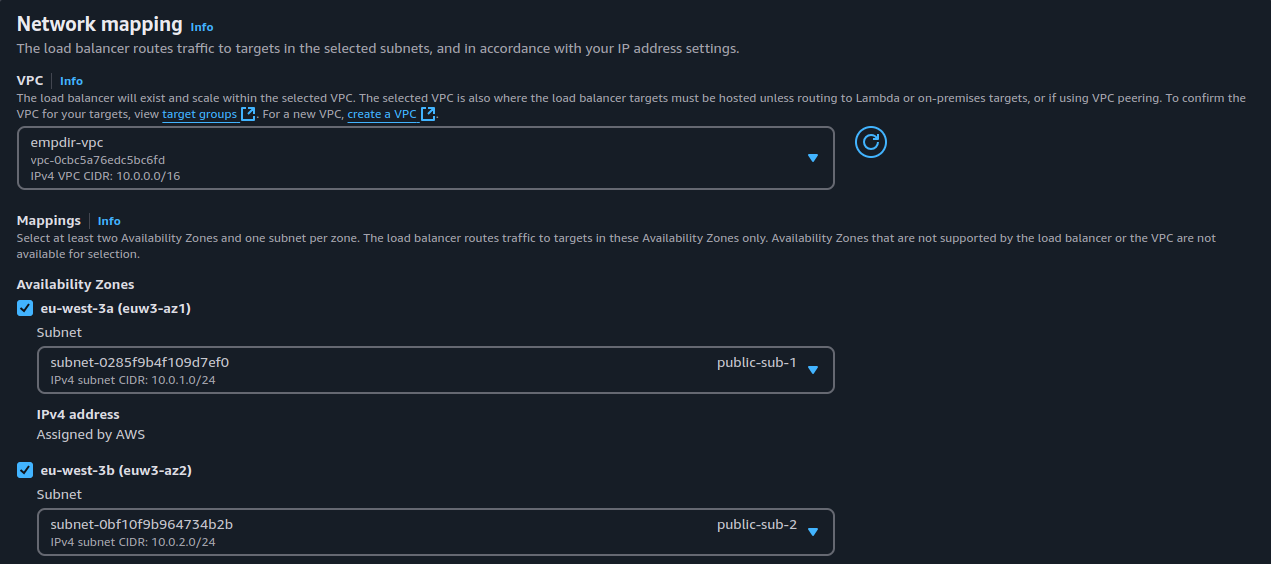 Network mapping Info
The load balancer routes traffic to targets in the selected subnets, and in accordance with your IP address settings.
VPC Info
The load balancer will exist and scale within the selected VPC. The selected VPC is also where the load balancer targets must be hosted unless routing to Lambda or on-premises targets, or if using VPC peering. To confirm the
VPC for your targets, view target groups. For a new VPC, create a VPC.
empdir-vpc
vpc-0cbc5a76edc5bc6fd
IPv4 VPC CIDR: 10.0.0.0/16
Mappings Info
Select at least two Availability Zones and one subnet per zone. The load balancer routes traffic to targets in these Availability Zones only. Availability Zones that are not supported by the load balancer or the VPC are not
available for selection.
Availability Zones
eu-west-3a (euw3-az1)
Subnet
subnet-0285f9b4f109d7ef0 public-sub-1
IPv4 subnet CIDR: 10.0.1.0/24
IPv4 address
Assigned by AWS
eu-west-3b (euw3-az2)
Subnet
subnet-0bf10f9b964734b2b public-sub-2
IPv4 subnet CIDR: 10.0.2.0/24